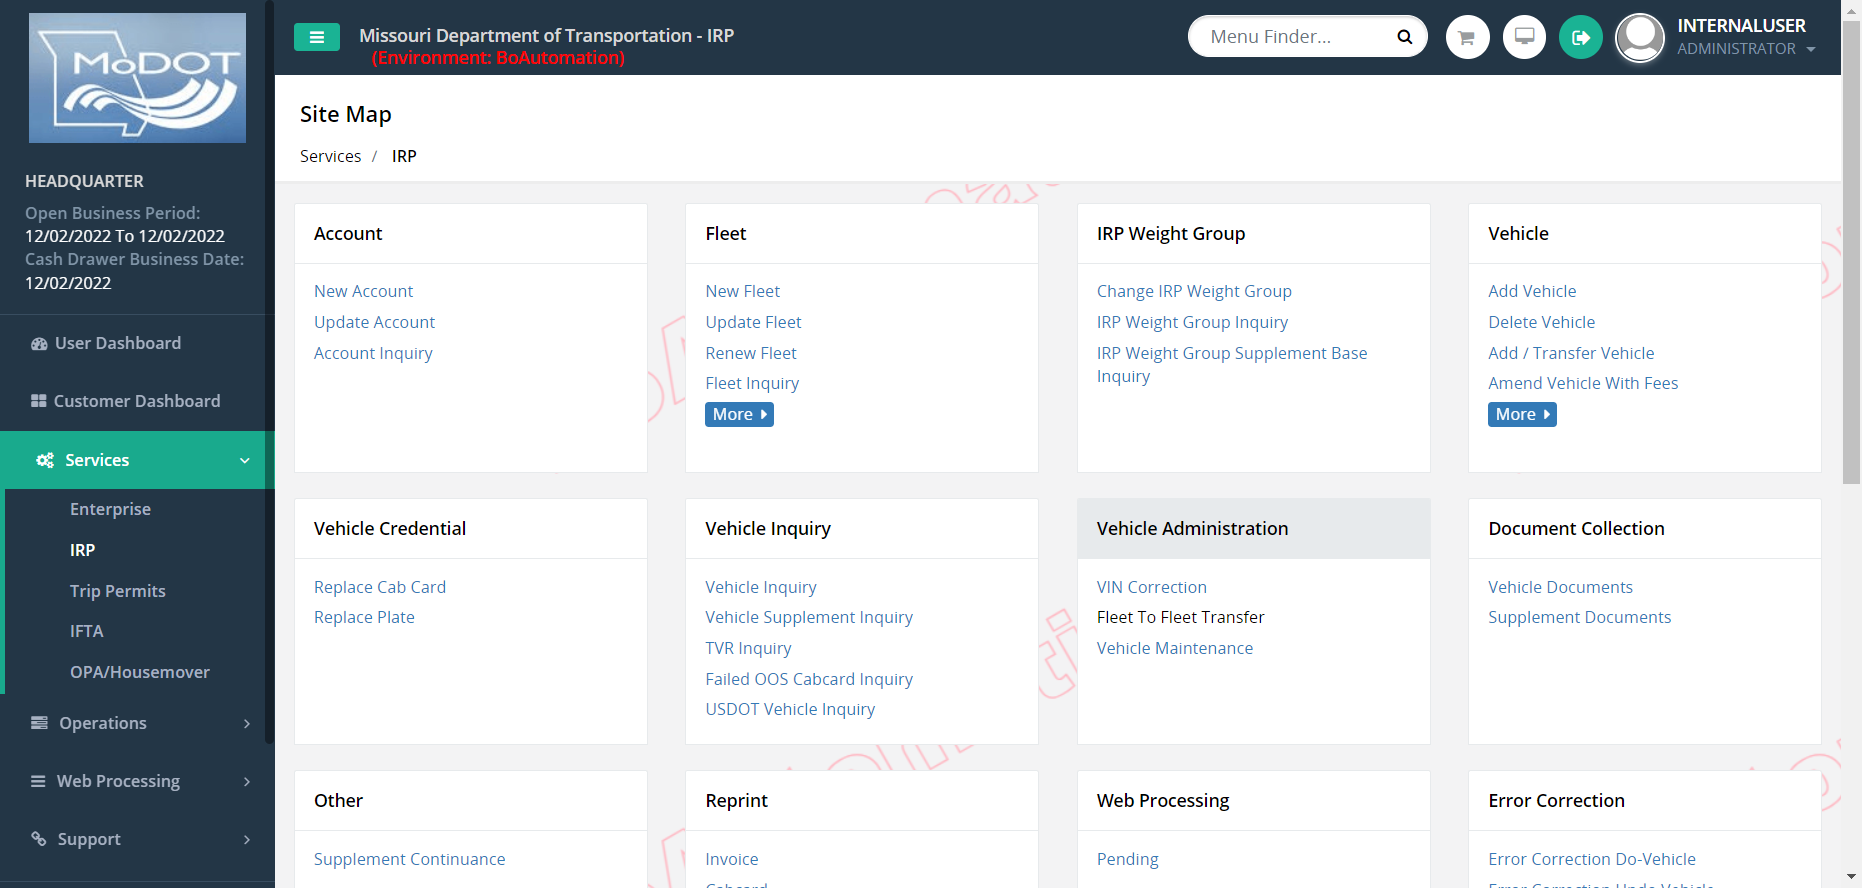 MoDOT
Missouri Department of Transportation - IRP
(Environment: BoAutomation)
Menu Finder...
INTERNALUSER
ADMINISTRATOR
HEADQUARTER
Open Business Period:
12/02/2022 To 12/02/2022
Cash Drawer Business Date:
12/02/2022
User Dashboard
Customer Dashboard
Services
Enterprise
IRP
Trip Permits
IFTA
OPA/Housemover
Operations
Web Processing
Support
Site Map
Services / IRP
Account
New Account
Update Account
Account Inquiry
Fleet
New Fleet
Update Fleet
Renew Fleet
Fleet Inquiry
More
IRP Weight Group
Change IRP Weight Group
IRP Weight Group Inquiry
IRP Weight Group Supplement Base
Inquiry
Vehicle
Add Vehicle
Delete Vehicle
Add / Transfer Vehicle
Amend Vehicle With Fees
More
Vehicle Credential
Replace Cab Card
Replace Plate
Vehicle Inquiry
Vehicle Inquiry
Vehicle Supplement Inquiry
TVR Inquiry
Failed OOS Cabcard Inquiry
USDOT Vehicle Inquiry
Vehicle Administration
VIN Correction
Fleet To Fleet Transfer
Vehicle Maintenance
Document Collection
Vehicle Documents
Supplement Documents
Other
Supplement Continuance
Reprint
Invoice
Cabcard
Web Processing
Pending
Error Correction
Error Correction Do-Vehicle
Error Correction Undo Vehicle